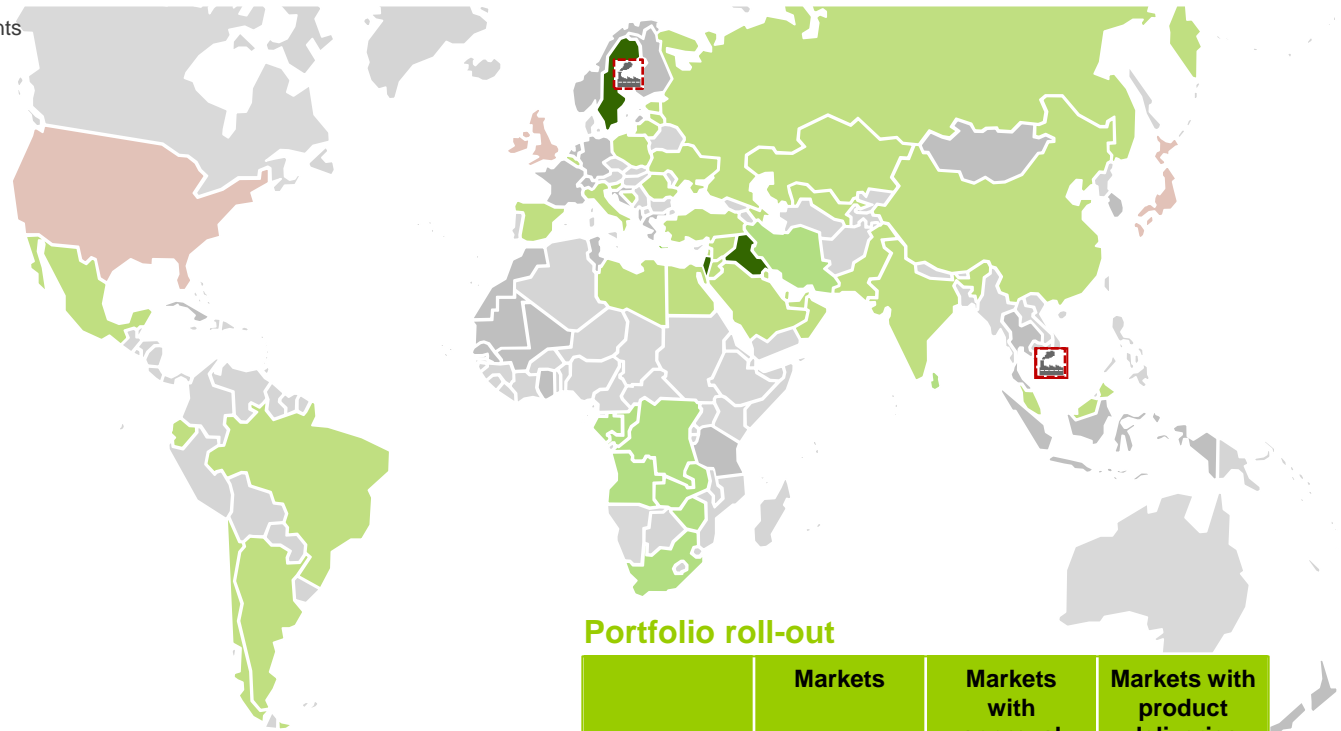 nts
Portfolio roll-out
Markets
Markets
with
Markets with
product